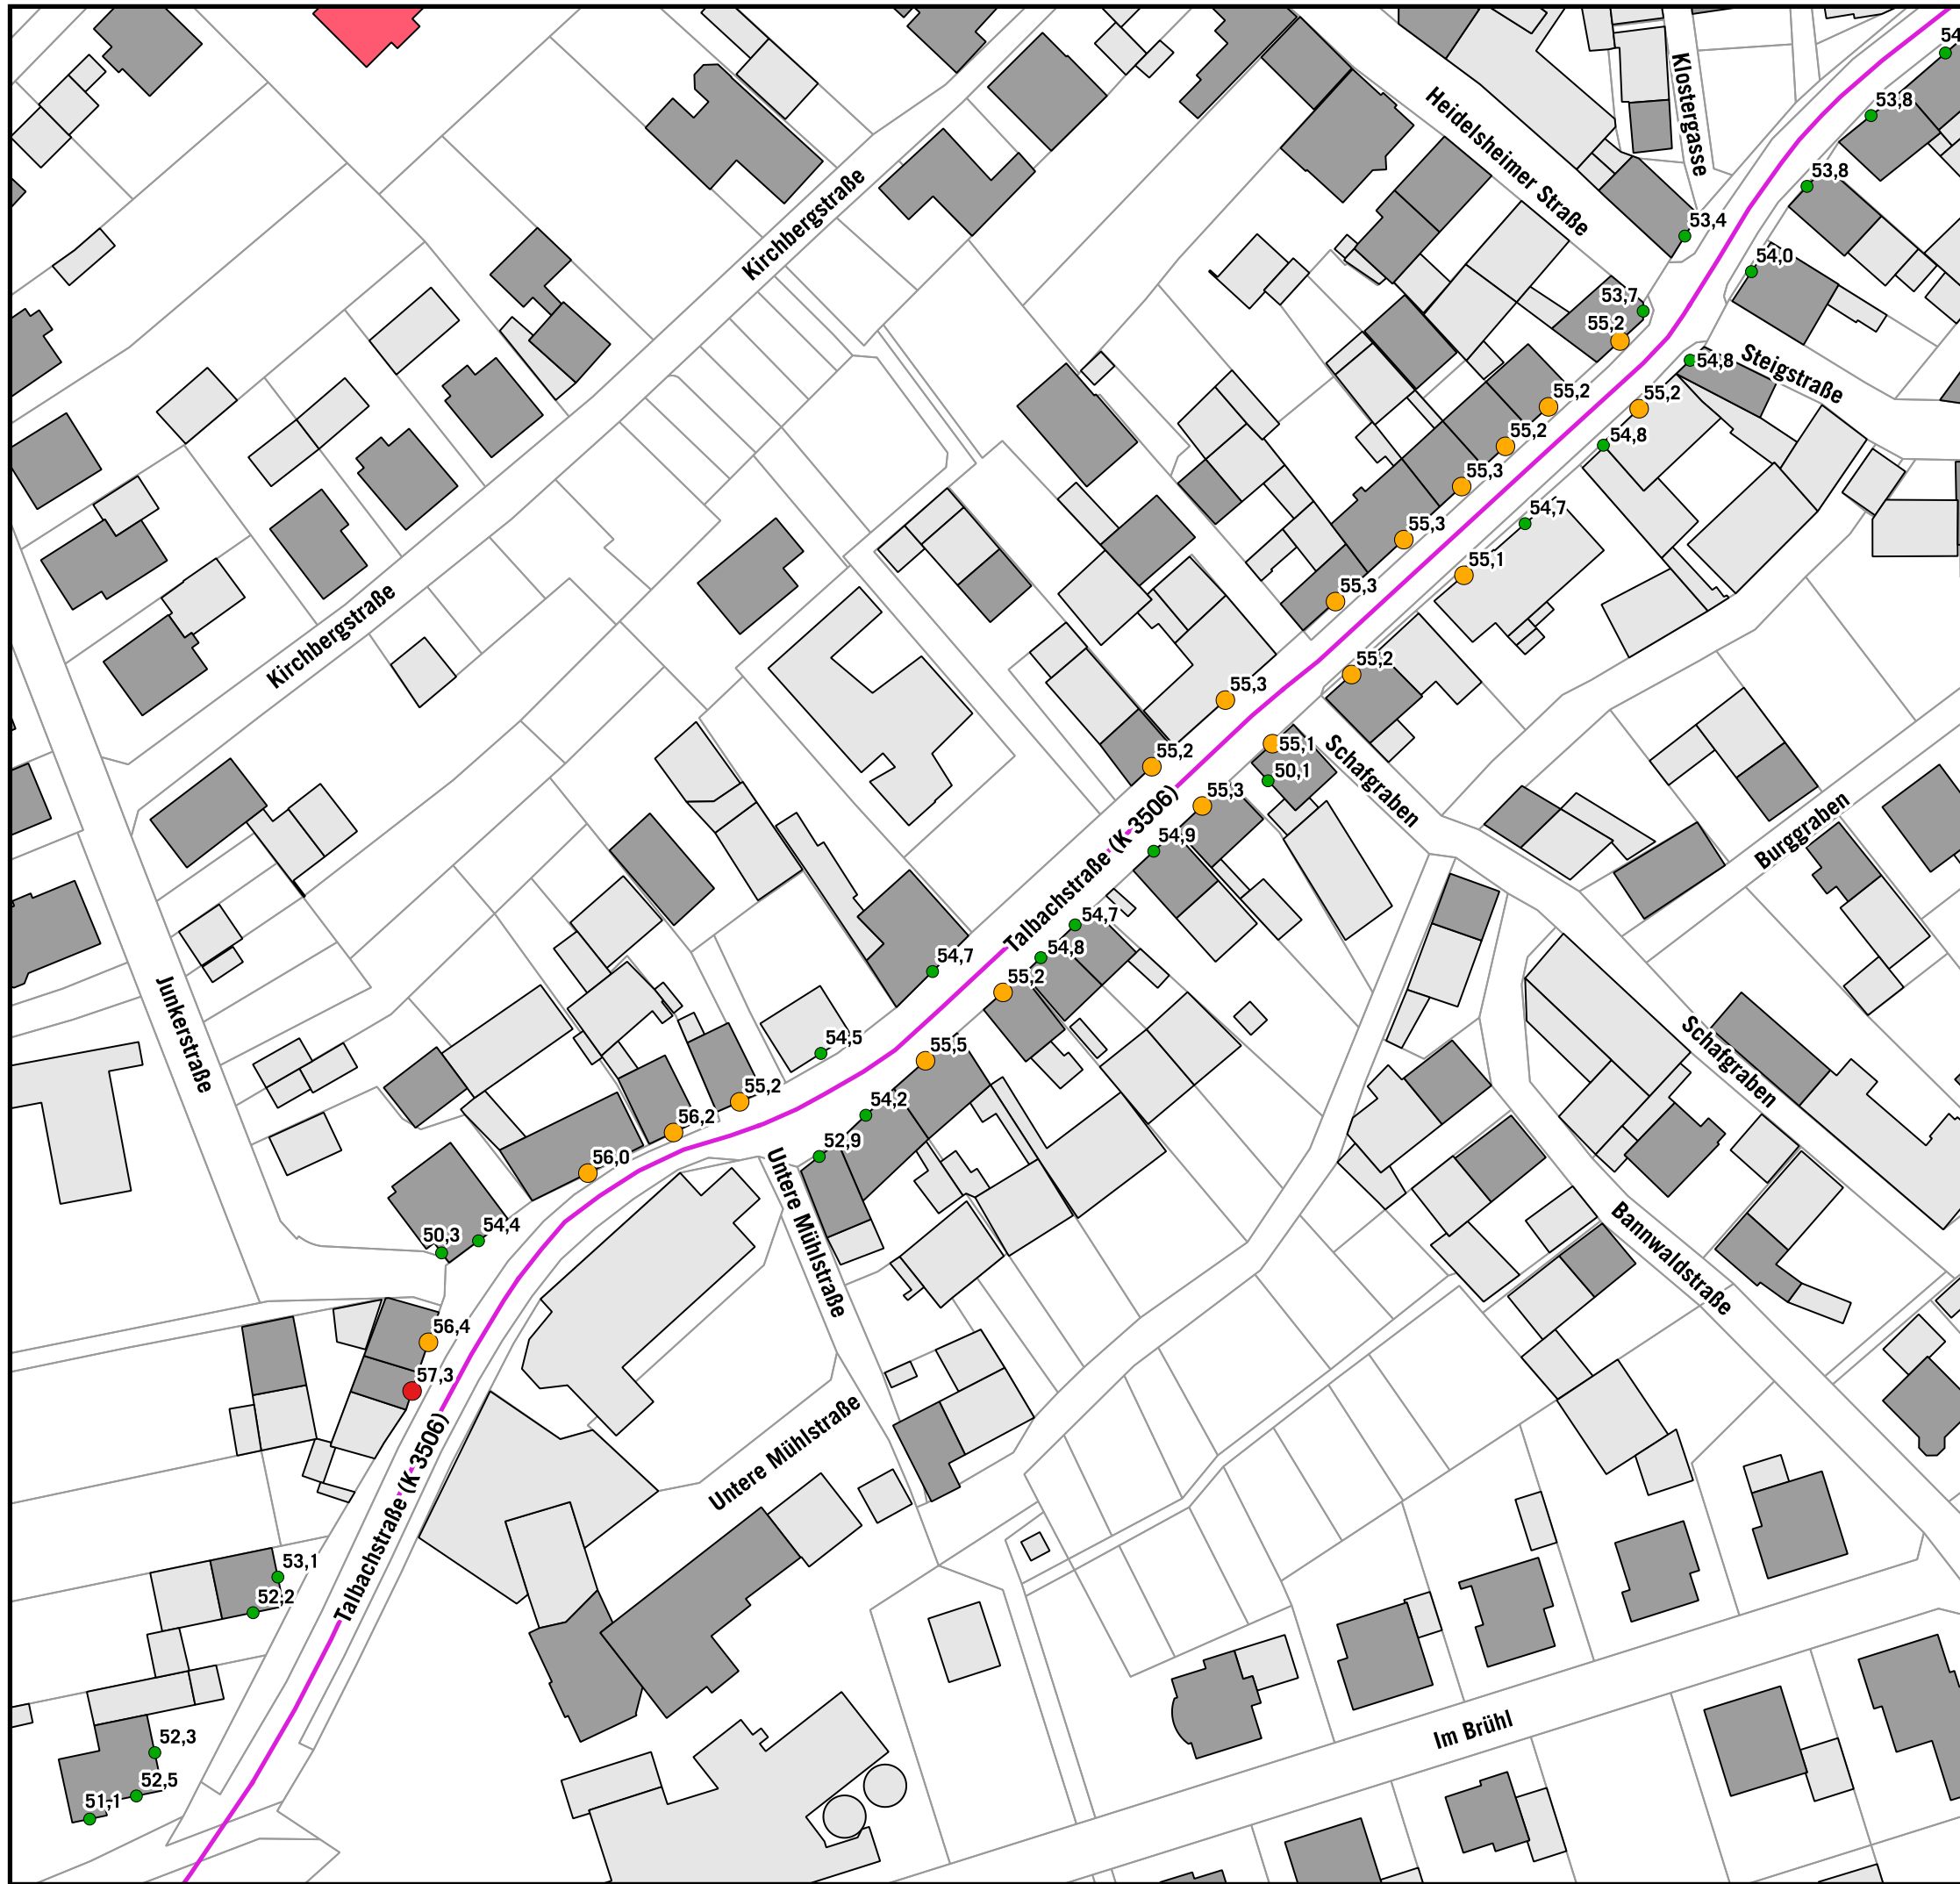 54
53,8
Klostergasse
Heidelsheimer Straße
53,8
Kirchbergstraße
53,4
54,0
53,7
55,2
54,8
Steigstraße
55,2
55,2
55,2
54,8
55,3
54,7
55,3
55,1
Kirchbergstraße
55,3
55,2
55,3
55,1
Schafgraben
55,2
50,1
55,3
Talbachstraße (K 3506)
54,9
Burggraben
54,7
54,8
54,7
55,2
Junkerstraße
54,5
55,5
Schafgraben
55,2
54,2
56,2
52,9
56,0
Untere Mühlstraße
50,3
54,4
Bannwaldstraße
56,4
57,3
Talbachstraße (K 3506)
Untere Mühlstraße
53,1
52,2
Im Brühl
52,3
52,5
51,1